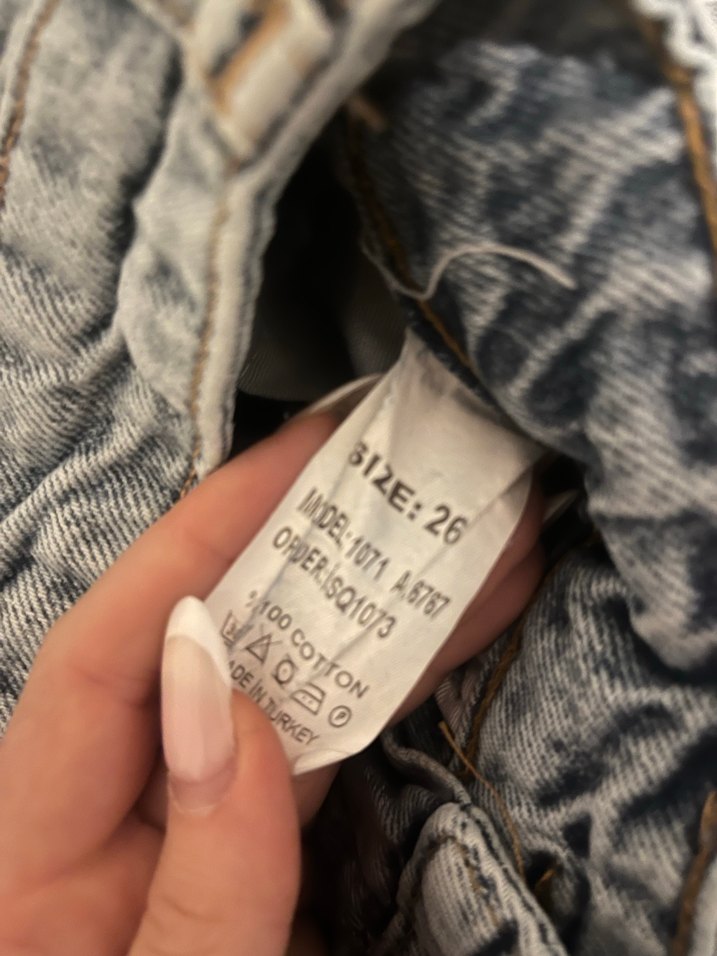 SIZE: 26
MODEL:1071 A.6767
ORDER:ISQ1073
%100 COTTON
MADE IN TURKEY